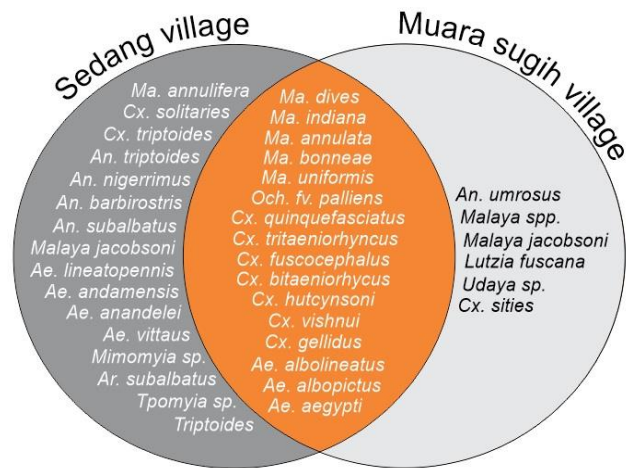 Sedang village
Muara sugih village
Ma. annulifera
Cx. solitaries
Cx. triptoides
An. triptoides
An. nigerrimus
An. barbirostris
An. subalbatus
Malaya jacobsoni
Ae. lineatopennis
Ae. andamensis
Ae. anandelei
Ae. vittaus
Mimomyia sp.
Ar. subalbatus
Tpomyia sp.
Triptoides
Ma. dives
Ma. indiana
Ma. annulata
Ma. bonneae
Ma. uniformis
Och. fv. palliens
Cx. quinquefasciatus
Cx. tritaeniorhyncus
Cx. fuscocephalus
Cx. bitaeniorhycus
Cx. hutcynsoni
Cx. vishnui
Cx. gellidus
Ae. albolineatus
Ae. albopictus
Ae. aegypti
An. umrosus
Malaya spp.
Malaya jacobsoni
Lutzia fuscana
Udaya sp.
Cx. sities